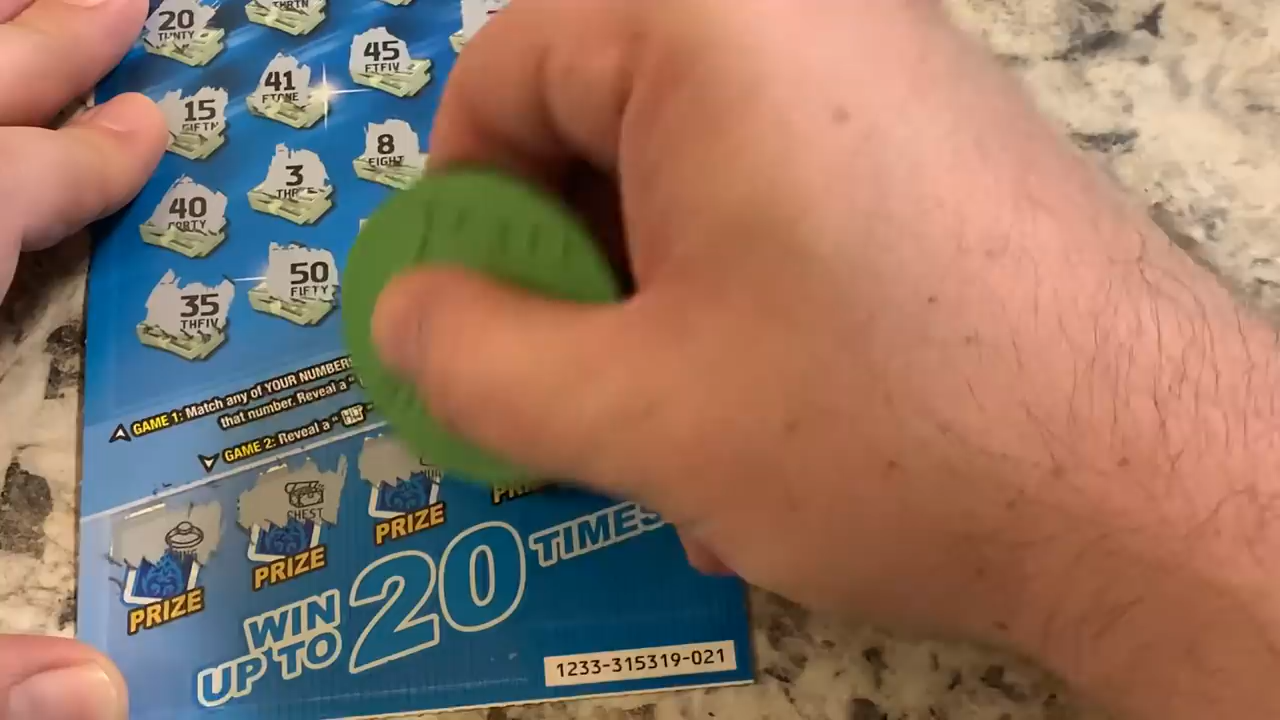 20
TWNTY
THRTN
45
FTFIV
41
FTONE
15
FIFTN
8
EIGHT
3
40
FORTY
50
FIFTY
35
THFIV
GAME 1: Match any of YOUR NUMBERS
that number. Reveal a "
GAME 2: Reveal a "
CHEST
PRIZE
PRIZE
PRIZE
WIN
UP TO
20
TIMES
1233-315319-021